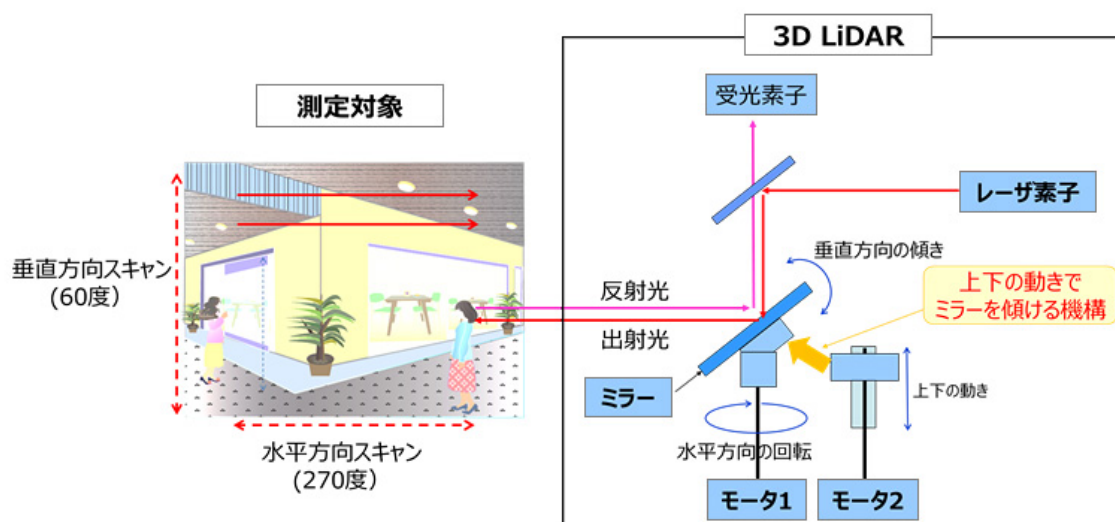 3D LiDAR
測定対象
受光素子
レーザ素子
垂直方向の傾き
上下の動きで
ミラーを傾ける機構
垂直方向スキャン
(60度)
反射光
出射光
ミラー
上下の動き
水平方向の回転
水平方向スキャン
(270度)
モータ1
モータ2